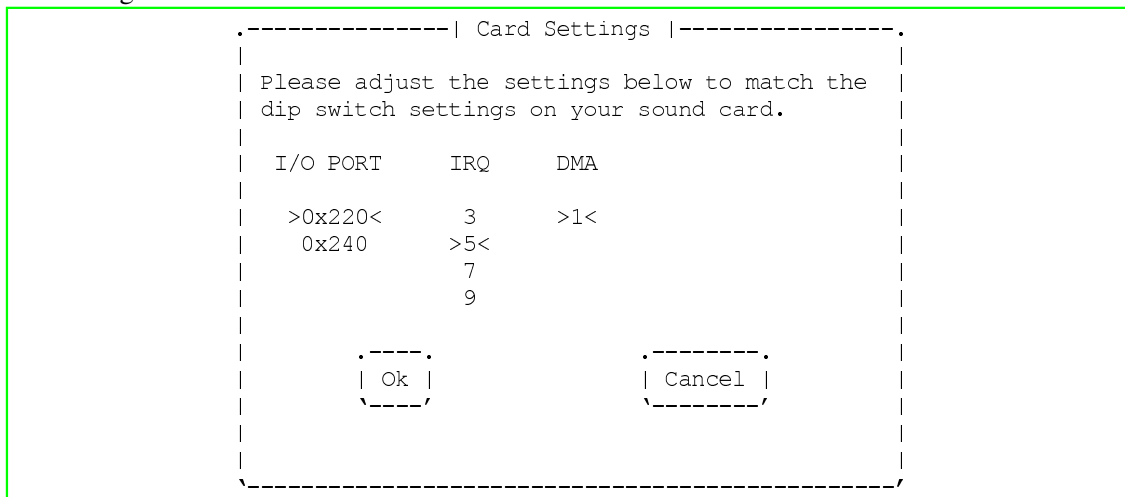 .---------------| Card Settings |----------------.
| |
| Please adjust the settings below to match the |
| dip switch settings on your sound card. |
| |
| I/O PORT IRQ DMA |
| |
| >0x220< 3 >1< |
| 0x240 >5< |
| 7 |
| 9 |
| |
| .----. .--------. |
| | Ok | | Cancel | |
| `----' `--------' |
| |
| |
`------------------------------------------------'